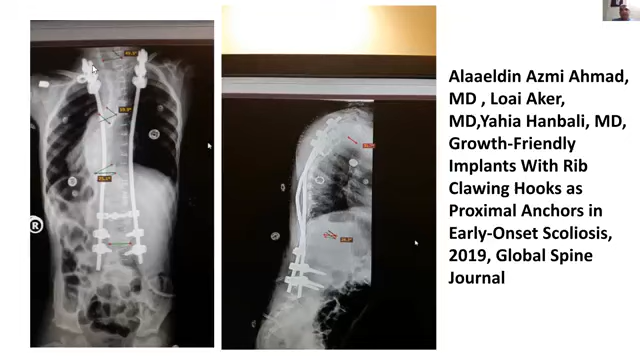 Alaaeldin Azmi Ahmad,
MD , Loai Aker,
MD,Yahia Hanbali, MD,
Growth-Friendly
Implants With Rib
Clawing Hooks as
Proximal Anchors in
Early-Onset Scoliosis,
2019, Global Spine
Journal
R